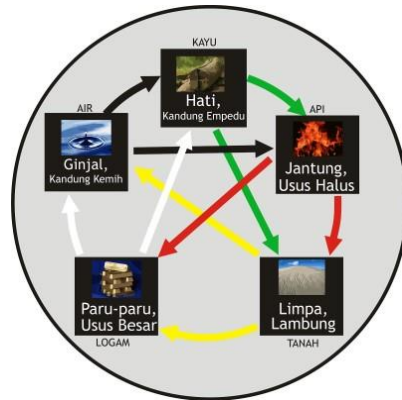 KAYU
Hati,
Kandung Empedu
AIR
Ginjal,
Kandung Kemih
API
Jantung,
Usus Halus
Paru-paru,
Usus Besar
LOGAM
Limpa,
Lambung
TANAH